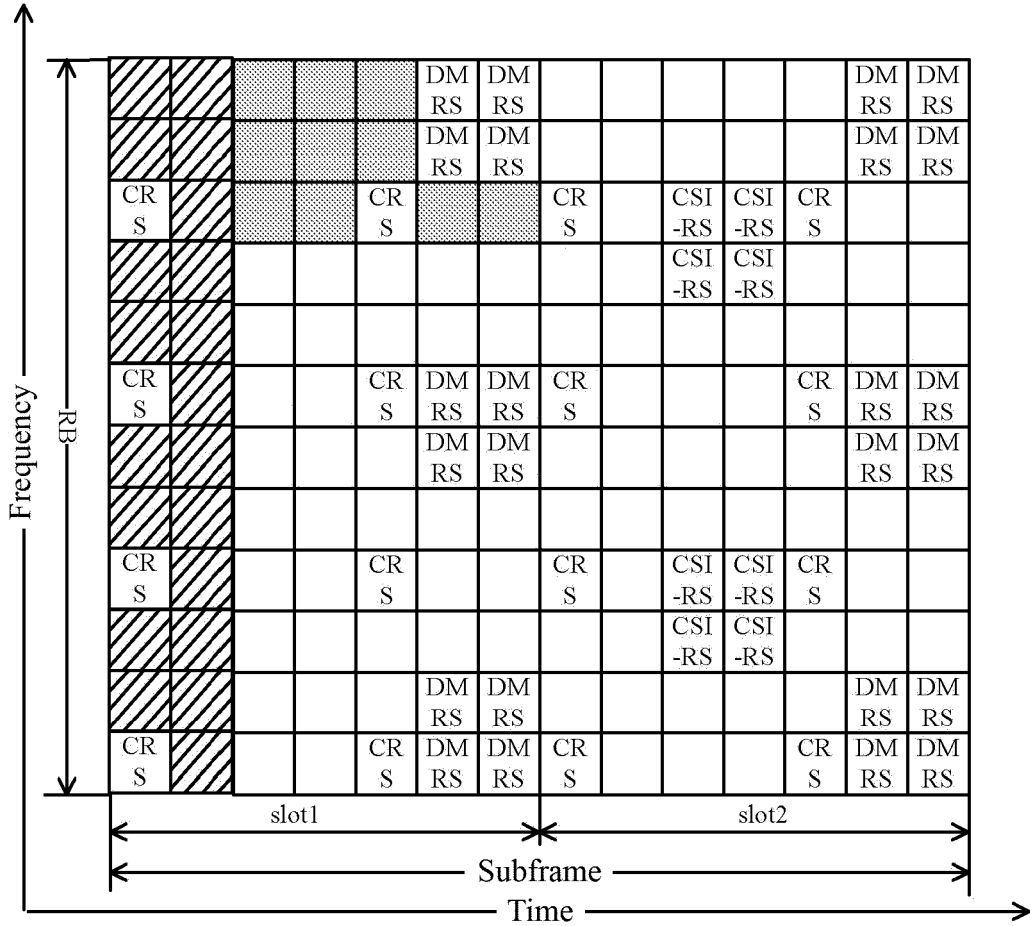 DM DM DM DM
RS RS RS RS
DM DM DM DM
RS RS RS RS
CR CR CR CSI CSI CR
S S S -RS -RS S
CSI CSI
-RS -RS
CR CR DM DM CR CR DM DM
S S RS RS S S RS RS
DM DM DM DM
RS RS RS RS
CR CR CR CSI CSI CR
S S S -RS -RS S
CSI CSI
-RS -RS
DM DM DM DM
RS RS RS RS
CR CR DM DM CR CR DM DM
S S RS RS S S RS RS
Frequency
RB
slot1 slot2
Subframe
Time